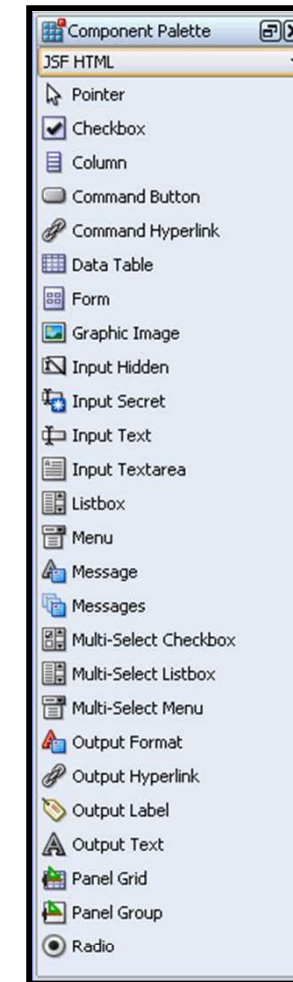 Component Palette
JSF HTML
Pointer
Checkbox
Column
Command Button
Command Hyperlink
Data Table
Form
Graphic Image
Input Hidden
Input Secret
Input Text
Input Textarea
Listbox
Menu
Message
Messages
Multi-Select Checkbox
Multi-Select Listbox
Multi-Select Menu
Output Format
Output Hyperlink
Output Label
Output Text
Panel Grid
Panel Group
Radio